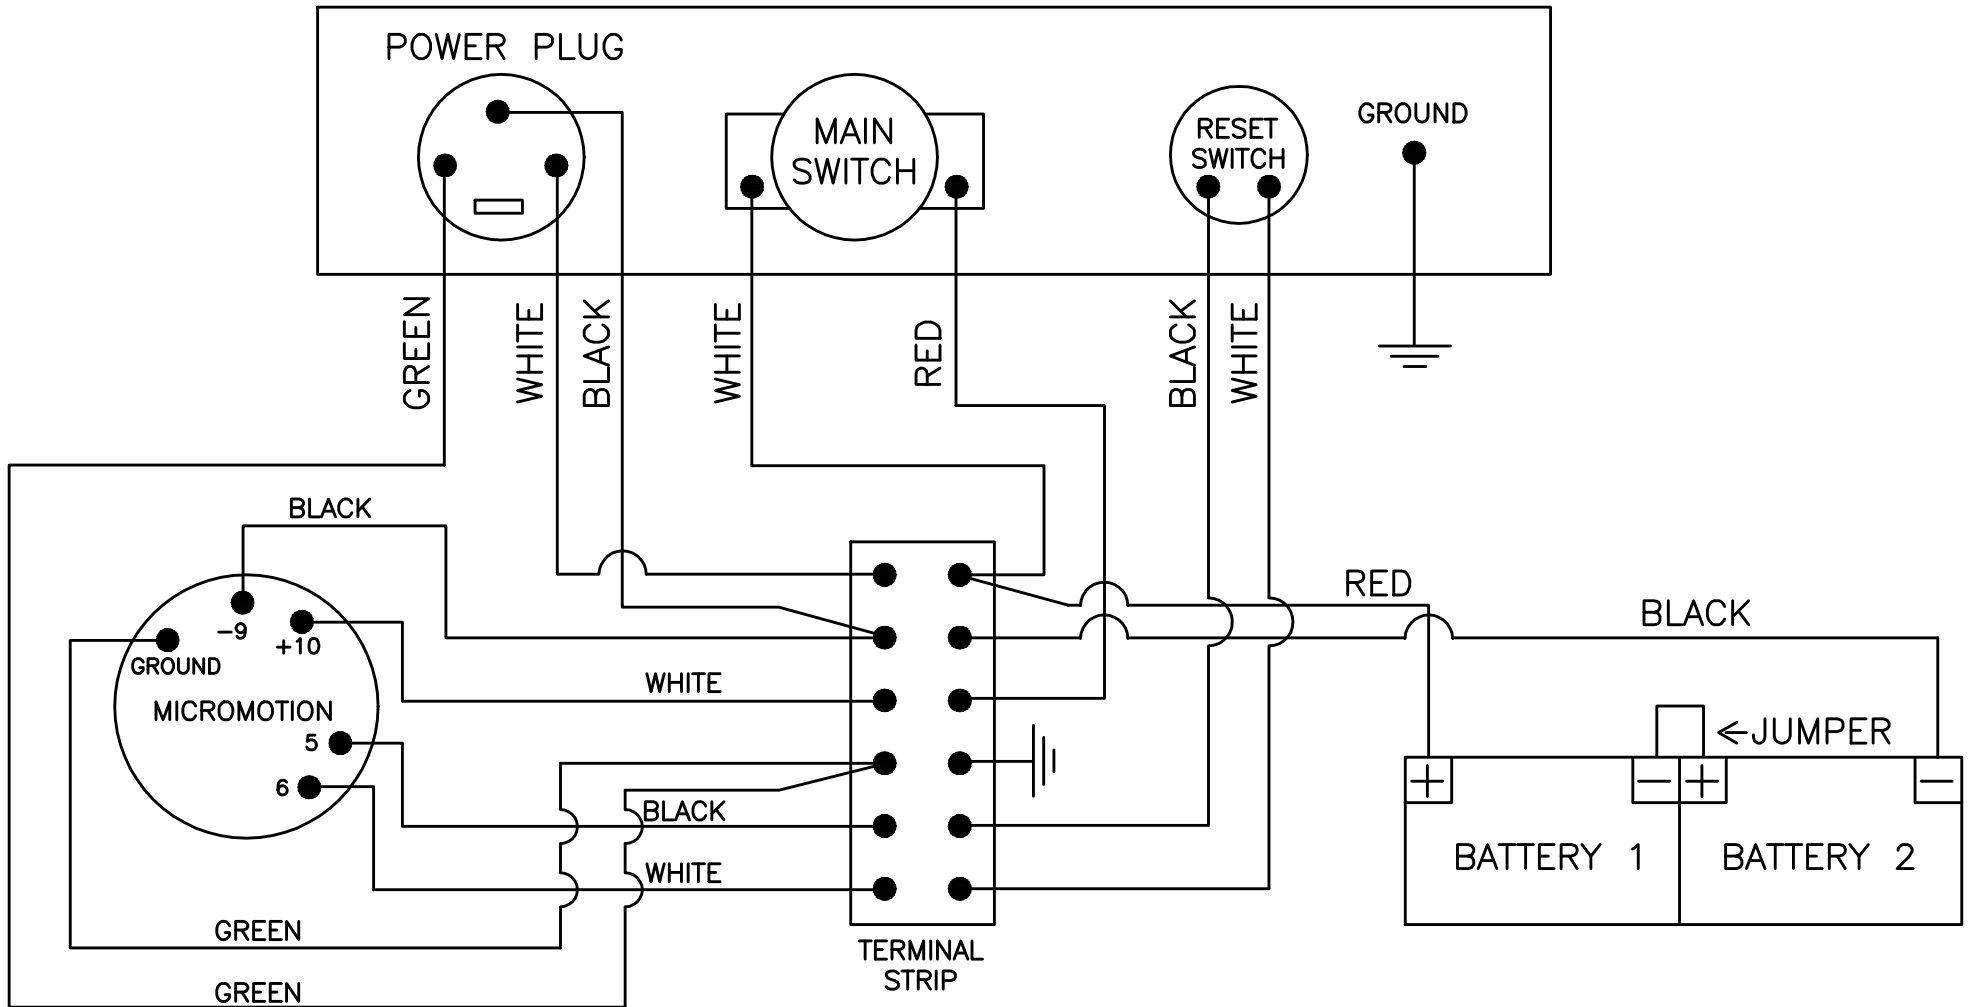 POWER PLUG
MAIN
SWITCH
RESET
SWITCH
GROUND
GREEN
WHITE
BLACK
WHITE
RED
BLACK
WHITE
BLACK
-9
+10
GROUND
MICROMOTION
5
6
WHITE
BLACK
WHITE
GREEN
GREEN
TERMINAL
STRIP
RED
BLACK
←JUMPER
+
-
+
-
BATTERY 1
BATTERY 2